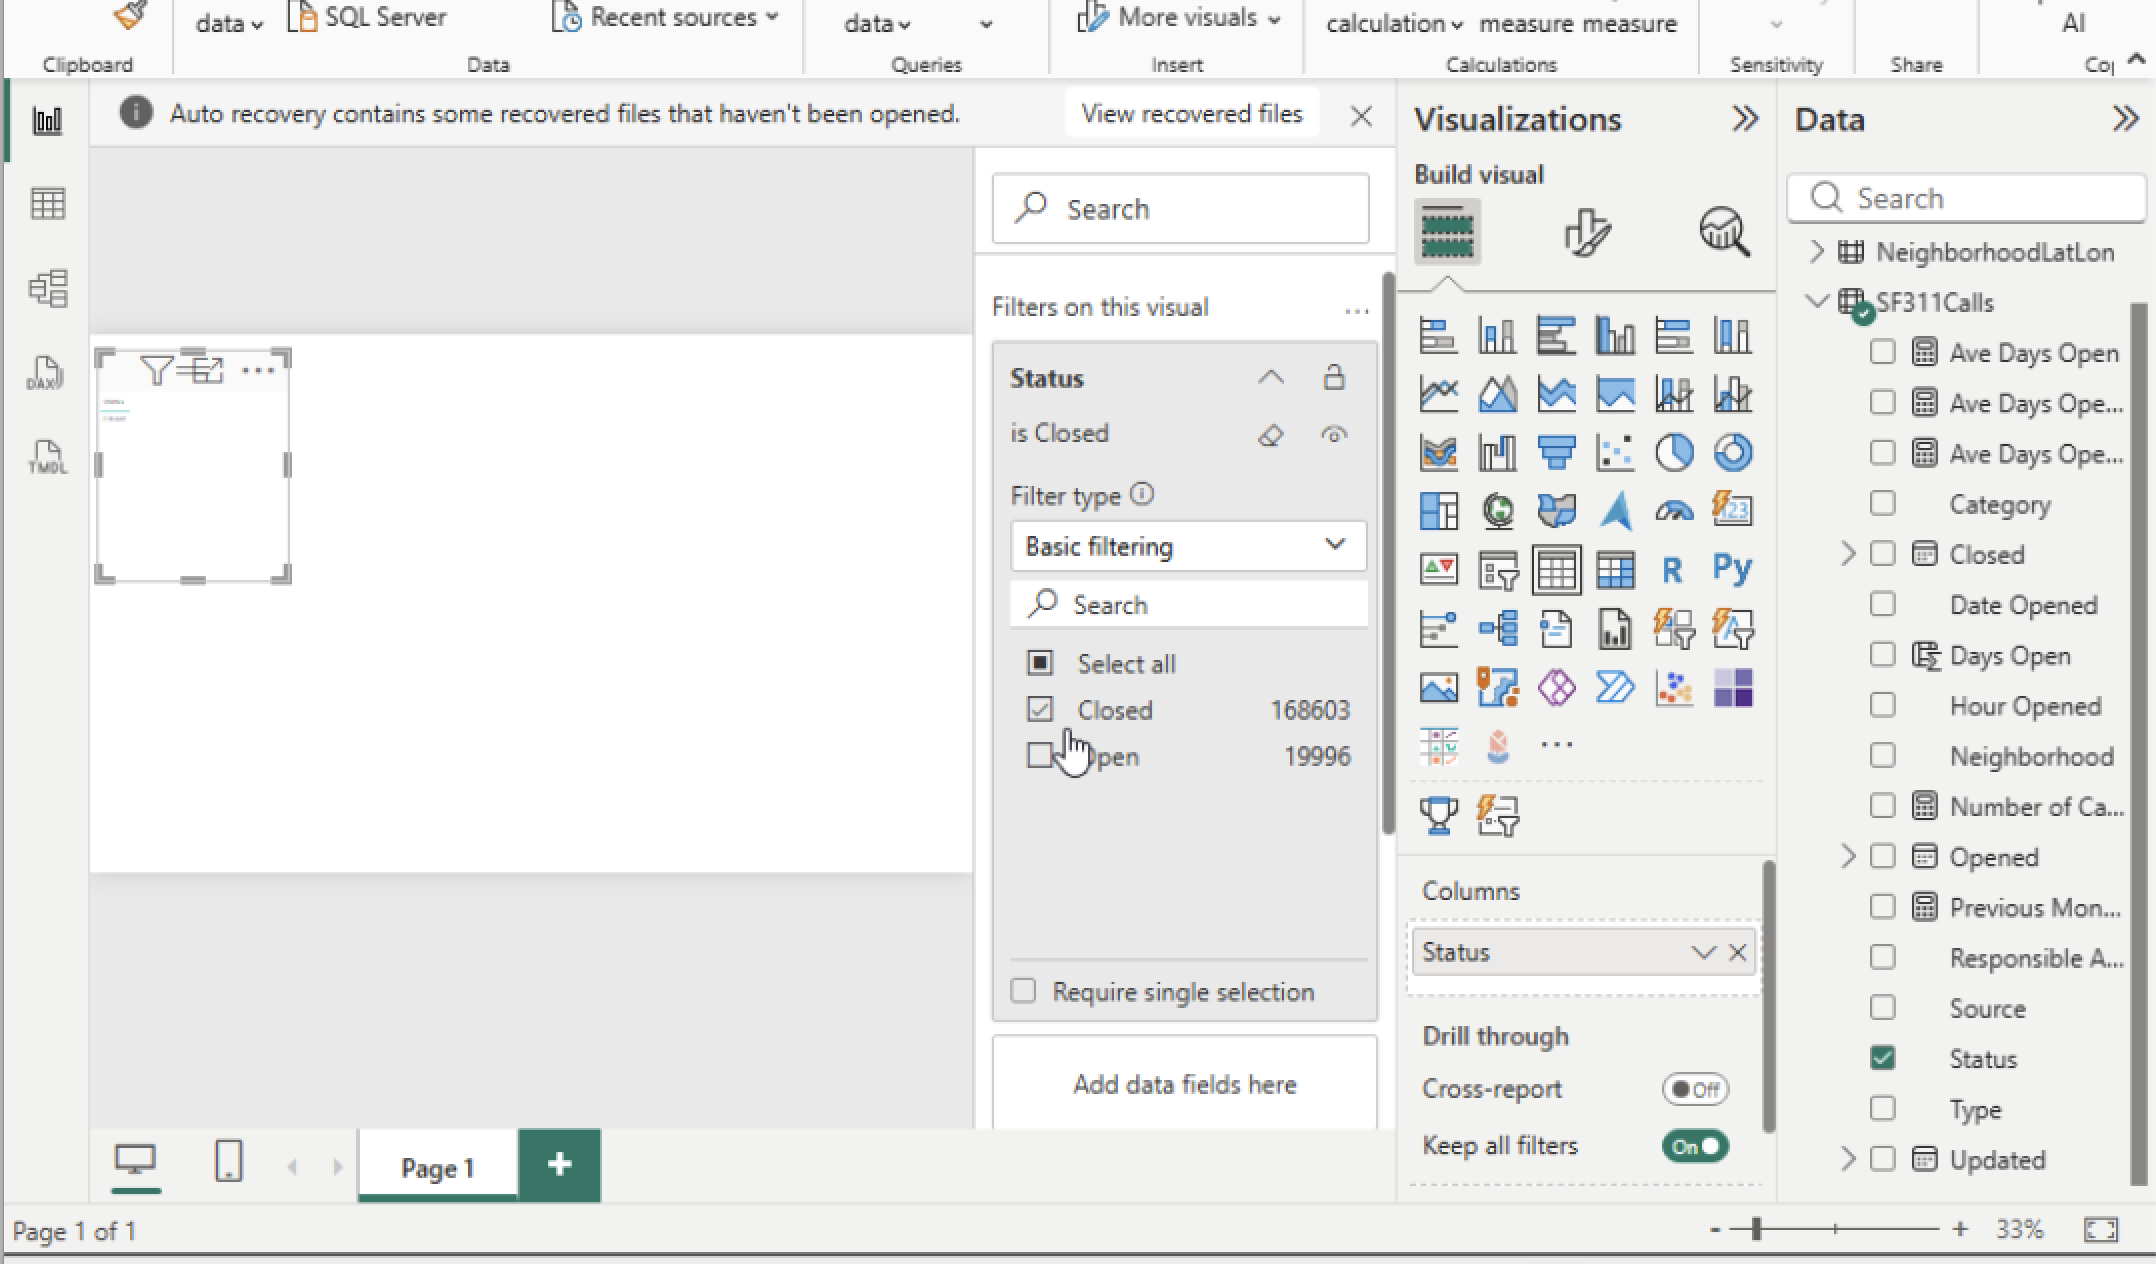 data
SQL Server
Recent sources
data
More visuals
calculation
measure measure
AI
Clipboard
Data
Queries
Insert
Calculations
Sensitivity
Share
Auto recovery contains some recovered files that haven't been opened.
View recovered files
DAX
TMDL
Search
Filters on this visual
...
Status
is Closed
Filter type
Basic filtering
Search
Select all
Closed 168603
pen 19996
Require single selection
Add data fields here
Visualizations
Build visual
123
R
Py
...
Columns
Status
Drill through
Cross-report
Off
Keep all filters
On
Data
Search
NeighborhoodLatLon
SF311Calls
Ave Days Open
Ave Days Ope...
Ave Days Ope...
Category
Closed
Date Opened
Days Open
Hour Opened
Neighborhood
Number of Ca...
Opened
Previous Mon...
Responsible A...
Source
Status
Type
Updated
Page 1
+
Page 1 of 1
- + 33%